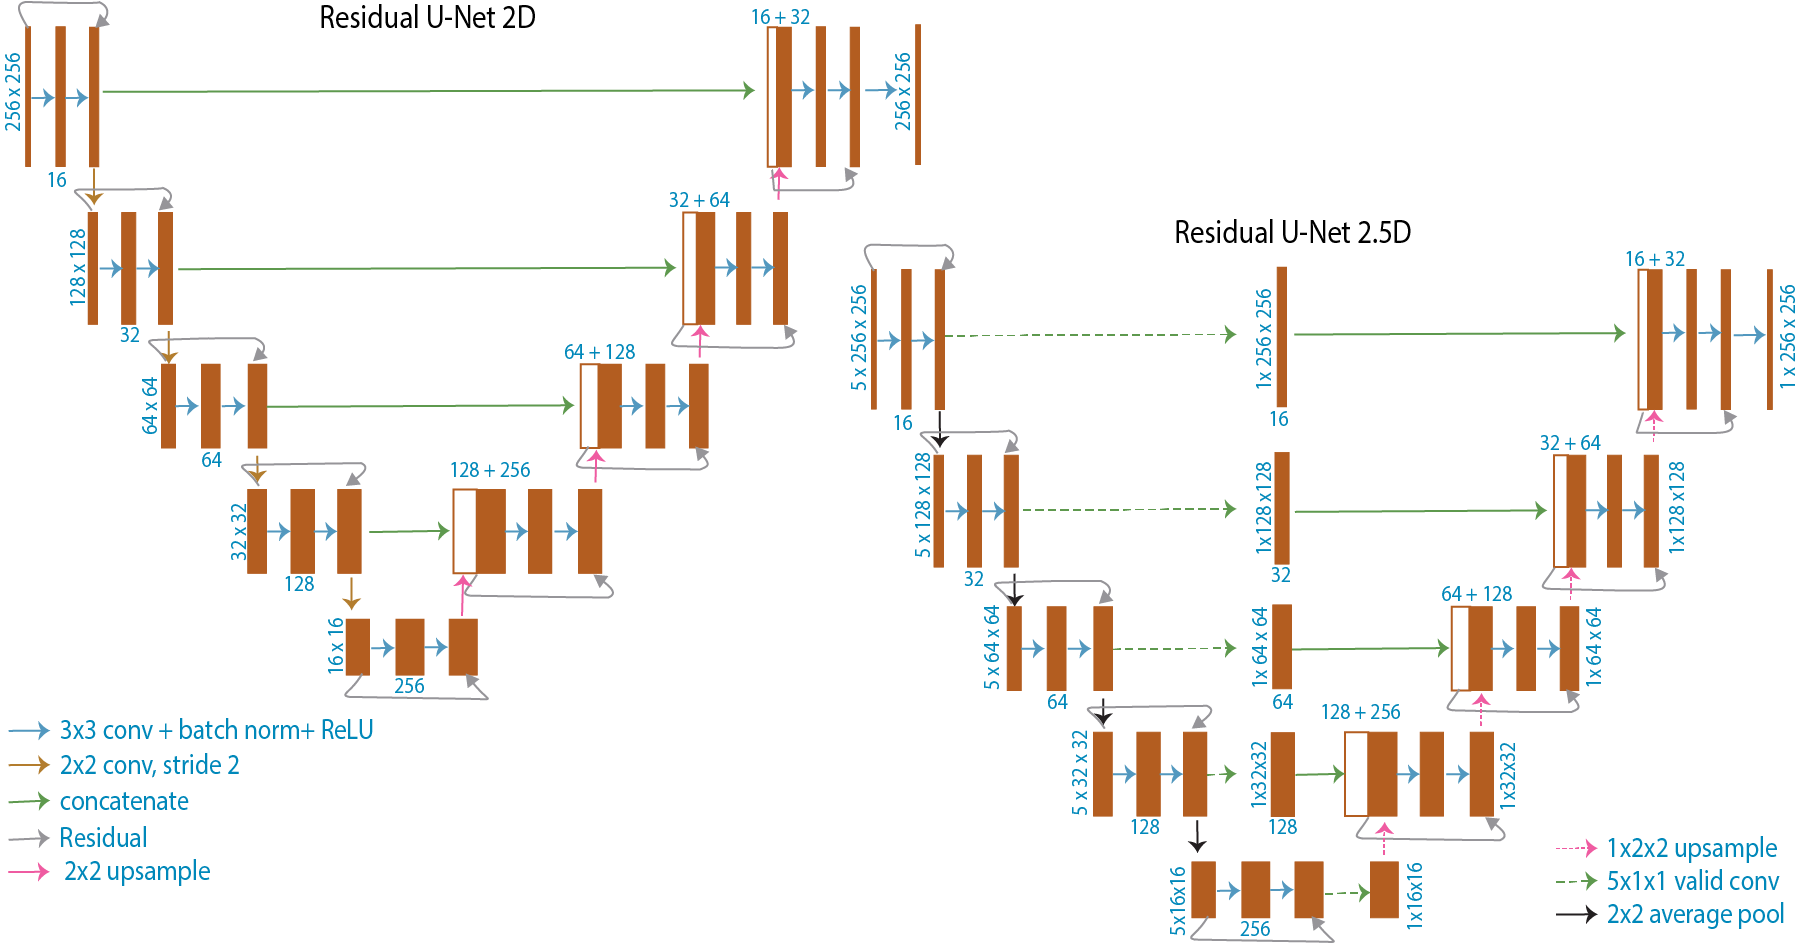 Residual U-Net 2D
256 x 256
16
16 + 32
256 x 256
128 x 128
32
32 + 64
64 x 64
64
64 + 128
32 x 32
128
128 + 256
16 x 16
256
3x3 conv + batch norm+ ReLU
2x2 conv, stride 2
concatenate
Residual
2x2 upsample
Residual U-Net 2.5D
5 x 256 x 256
16
1x 256 x 256
16
16 + 32
1 x 256 x 256
5 x 128 x 128
32
1x128x128
32
32 + 64
1x128x128
5 x 64 x 64
64
1x 64 x 64
64
64 + 128
1x 64 x 64
5 x 32 x 32
128
1x32x32
128
128 + 256
1x32x32
5x16x16
256
1x16x16
1x2x2 upsample
5x1x1 valid conv
2x2 average pool